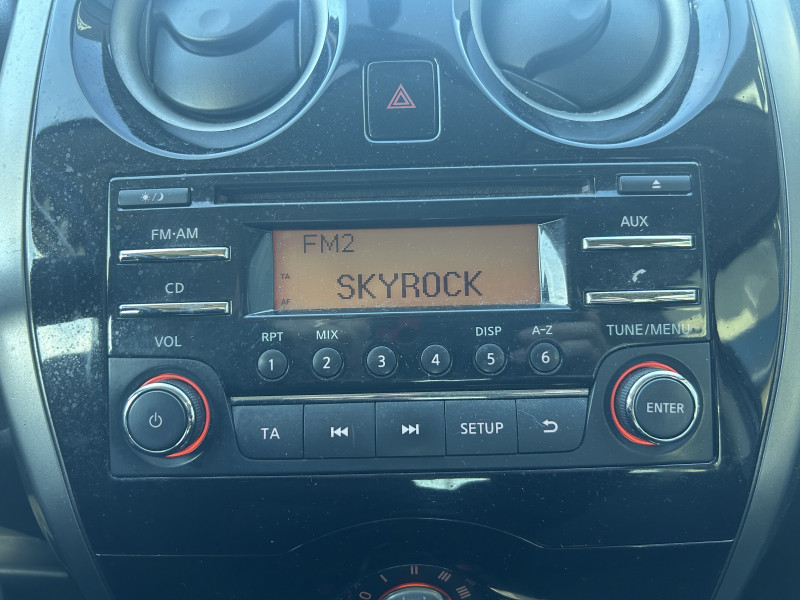 FM2
TA
SKYROCK
AF
FM·AM
AUX
CD
VOL
TUNE/MENU
RPT MIX DISP A-Z
1 2 3 4 5 6
TA SETUP
ENTER